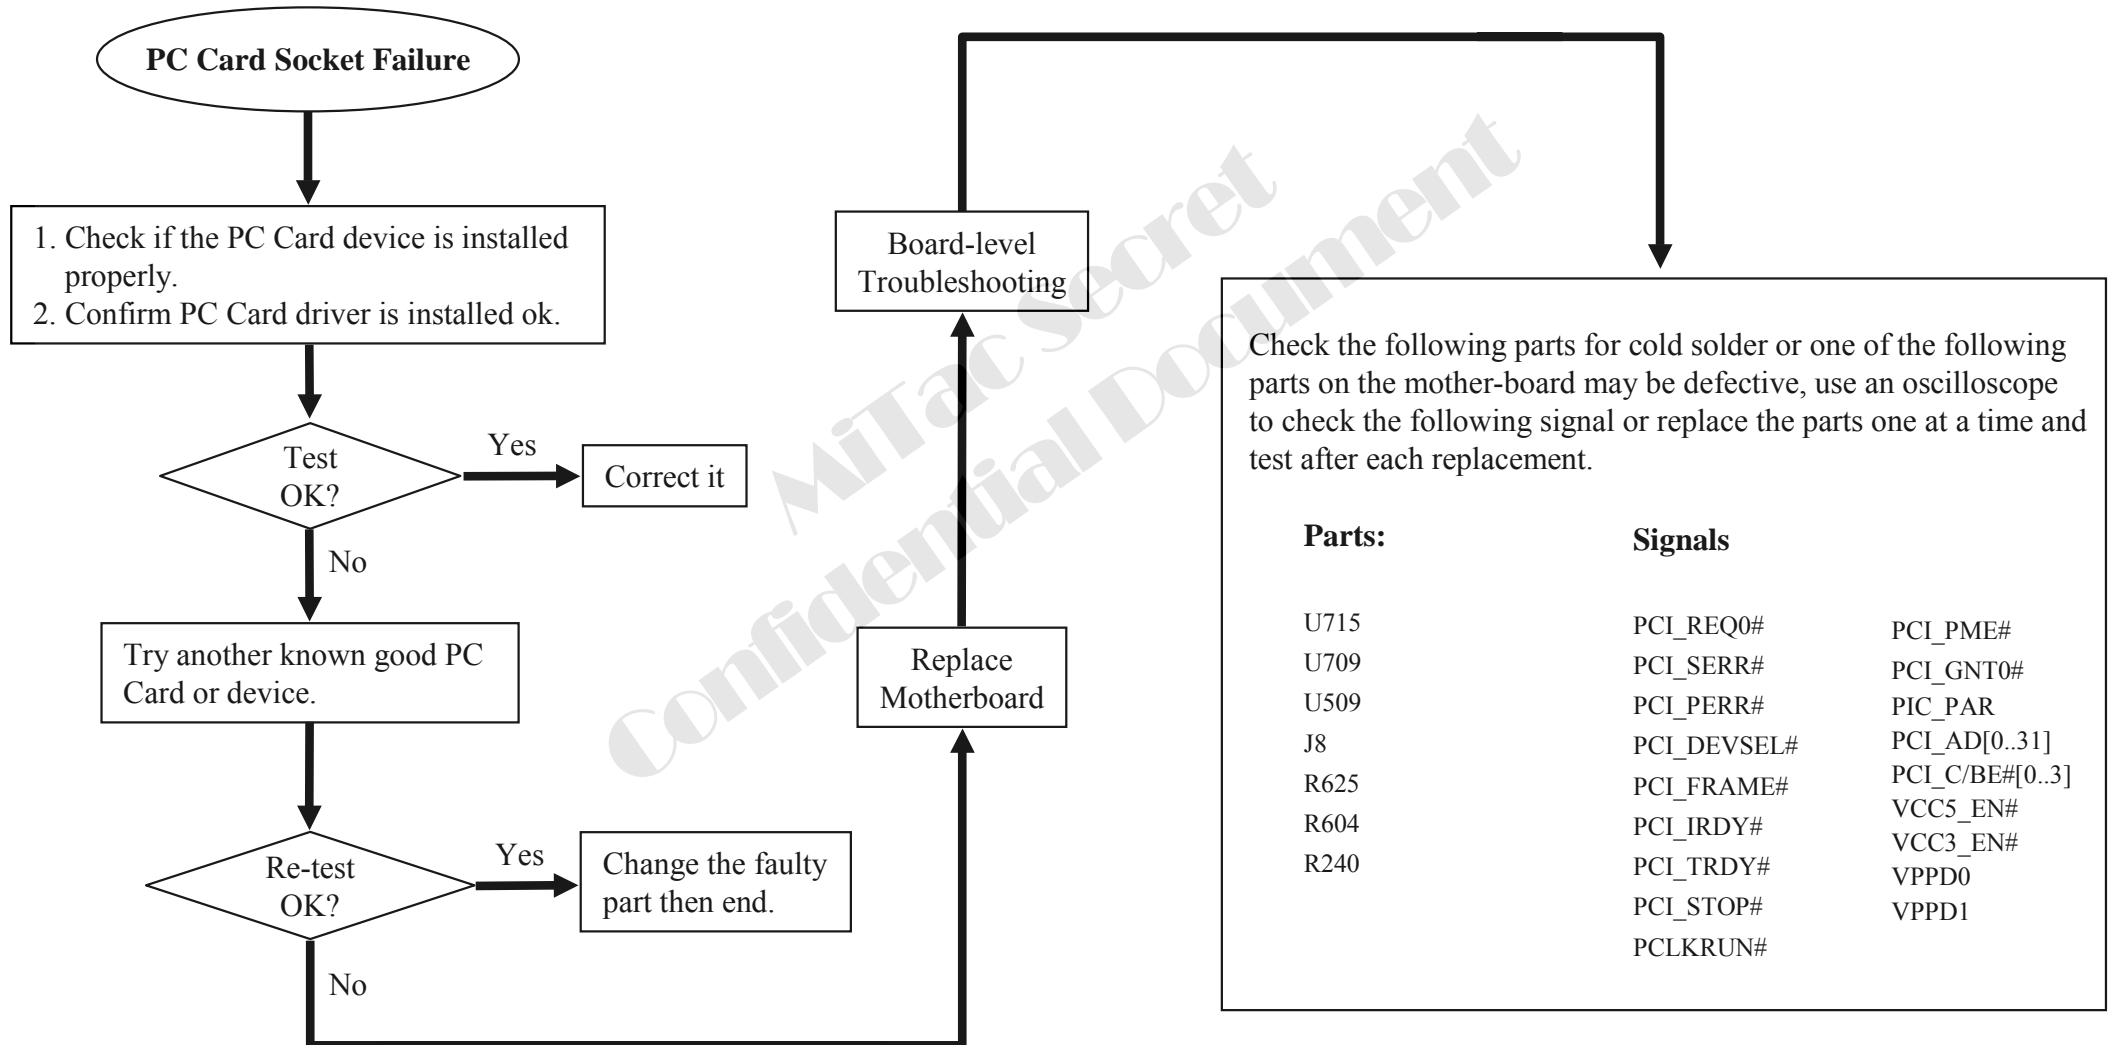 PC Card Socket Failure
1. Check if the PC Card device is installed
properly.
2. Confirm PC Card driver is installed ok.
Test
OK?
Yes
Correct it
No
Try another known good PC
Card or device.
Re-test
OK?
Yes
Change the faulty
part then end.
No
Replace
Motherboard
Board-level
Troubleshooting
Check the following parts for cold solder or one of the following
parts on the mother-board may be defective, use an oscilloscope
to check the following signal or replace the parts one at a time and
test after each replacement.
Parts:
U715
U709
U509
J8
R625
R604
R240
Signals
PCI_REQ0#
PCI_SERR#
PCI_PERR#
PCI_DEVSEL#
PCI_FRAME#
PCI_IRDY#
PCI_TRDY#
PCI_STOP#
PCLKRUN#
PCI_PME#
PCI_GNT0#
PIC_PAR
PCI_AD[0..31]
PCI_C/BE#[0..3]
VCC5_EN#
VCC3_EN#
VPPD0
VPPD1
MiTac Secret
Confidential Document